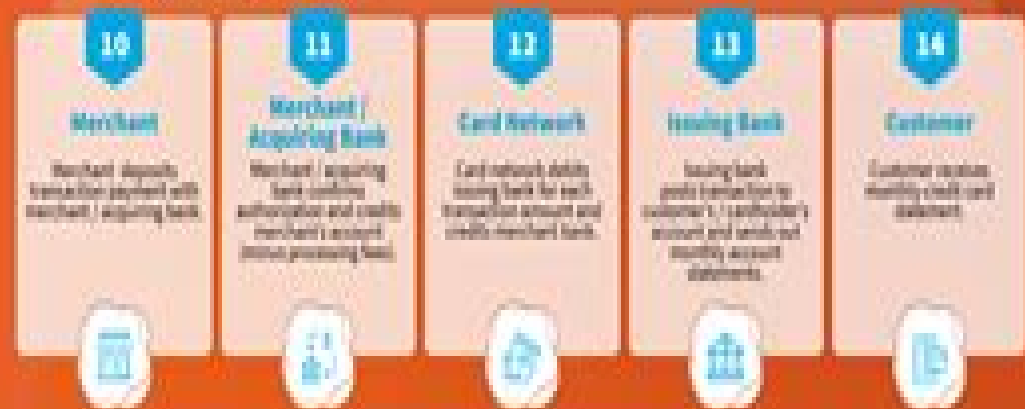 10
Merchant
Merchant deposits
transaction payment with
merchant / acquiring bank.
11
Merchant /
Acquiring Bank
Merchant / acquiring
bank confirms
authorization and credits
merchant's account
(minus processing fees).
12
Card Network
Card network debits
issuing bank for each
transaction amount and
credits merchant bank.
13
Issuing Bank
Issuing bank
posts transaction to
customer's / cardholder's
account and sends out
monthly account
statements.
14
Customer
Customer receives
monthly credit card
statement.